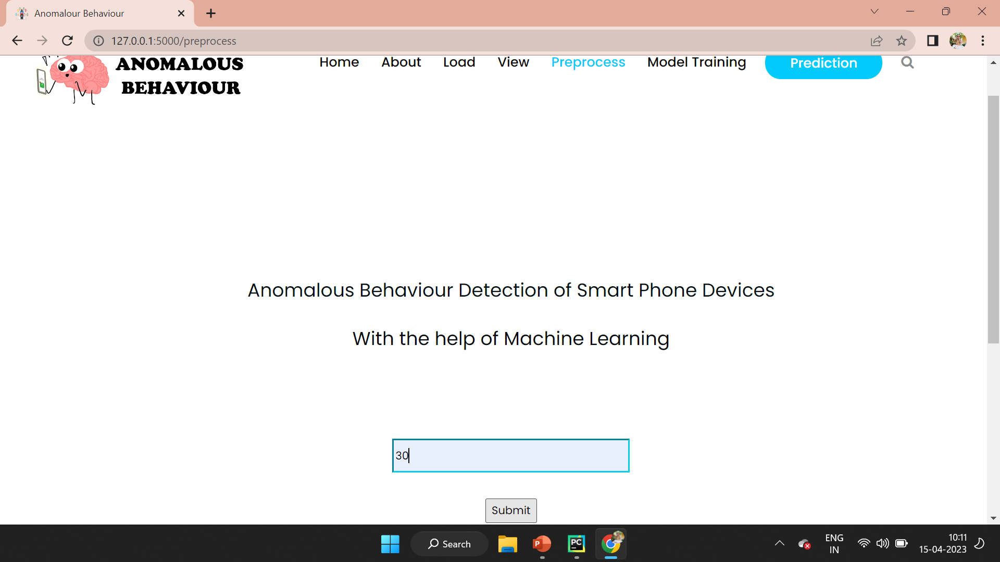 Anomalour Behaviour
127.0.0.1:5000/preprocess
ANOMALOUS
BEHAVIOUR
Home About Load View Preprocess Model Training Prediction
Anomalous Behaviour Detection of Smart Phone Devices
With the help of Machine Learning
30
Submit
Search
P
PC
ENG
IN
10:11
15-04-2023